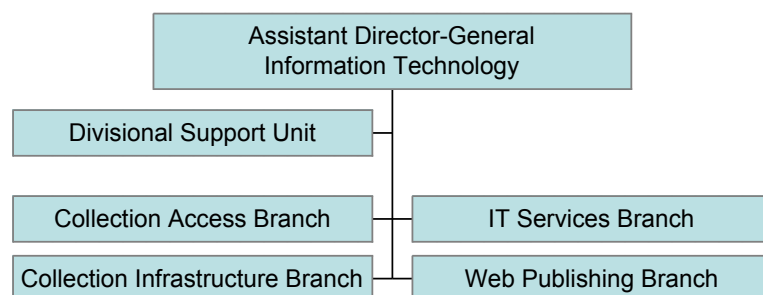 Assistant Director-General
Information Technology
Divisional Support Unit
Collection Access Branch
IT Services Branch
Collection Infrastructure Branch
Web Publishing Branch